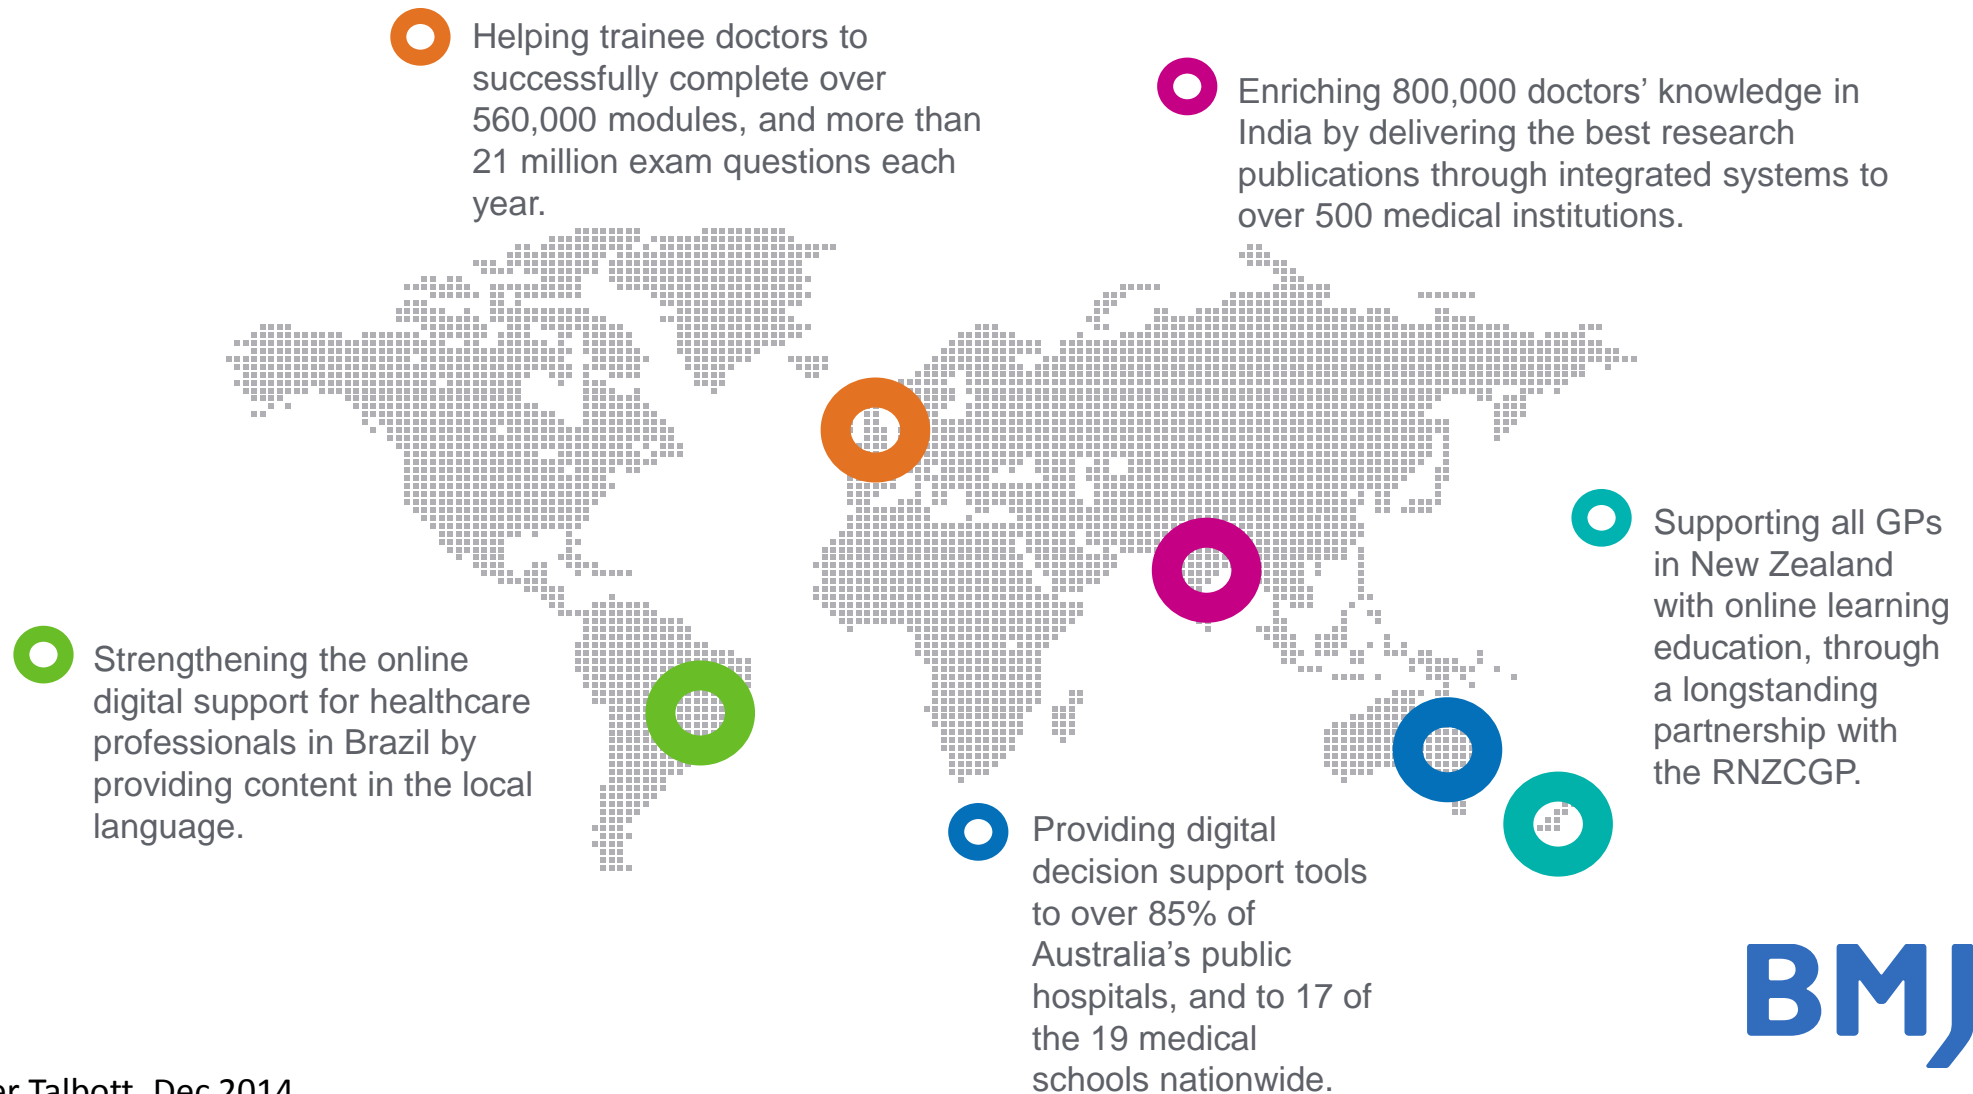 Helping trainee doctors to
successfully complete over
560,000 modules, and more than
21 million exam questions each
year.
Enriching 800,000 doctors’ knowledge in
India by delivering the best research
publications through integrated systems to
over 500 medical institutions.
Supporting all GPs
in New Zealand
with online learning
education, through
a longstanding
partnership with
the RNZCGP.
Strengthening the online
digital support for healthcare
professionals in Brazil by
providing content in the local
language.
Providing digital
decision support tools
to over 85% of
Australia’s public
hospitals, and to 17 of
the 19 medical
schools nationwide.
BMJ
Talbott, Dec 2014